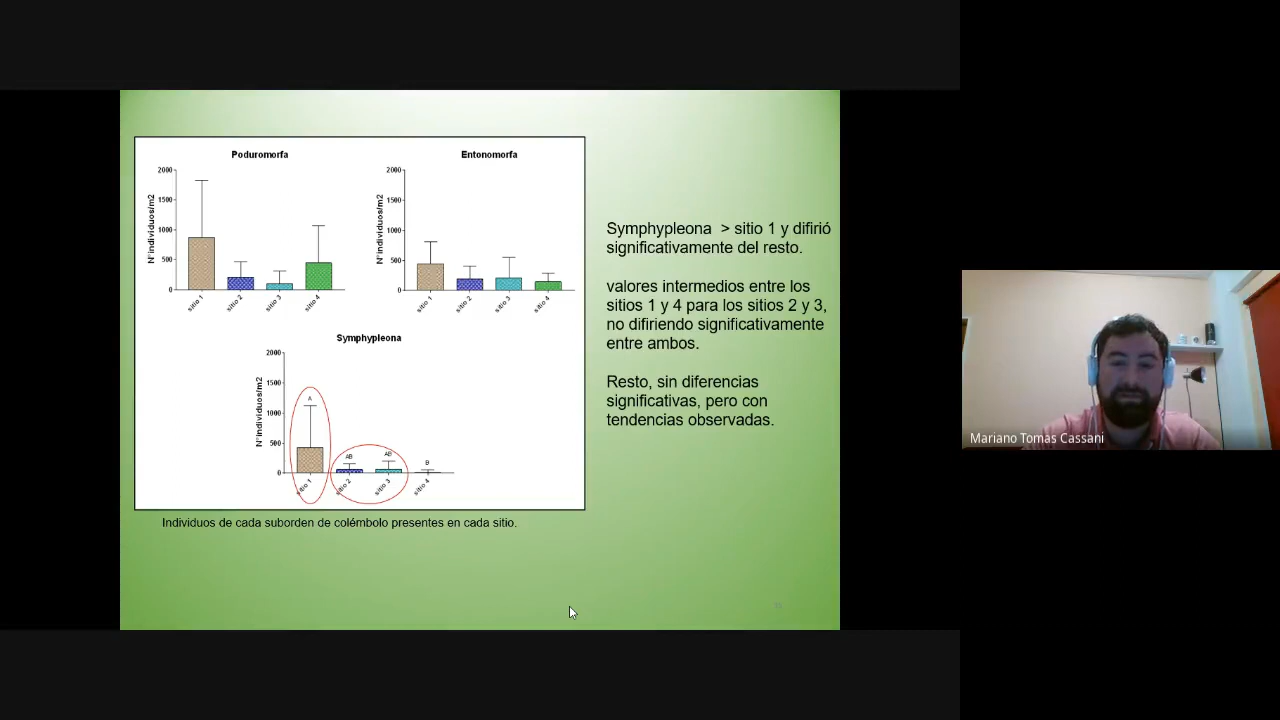 Poduromorfa
N°individuos/m2
2000
1500
1000
500
0
sitio 1
sitio 2
sitio 3
sitio 4
Entonomorfa
N°individuos/m2
2000
1500
1000
500
0
sitio 1
sitio 2
sitio 3
sitio 4
Symphypleona
N°individuos/m2
2000
1500
1000
500
0
A
AB
AB
B
sitio 1
sitio 2
sitio 3
sitio 4
Individuos de cada suborden de colémbolo presentes en cada sitio.
Symphypleona > sitio 1 y difirió
significativamente del resto.
valores intermedios entre los
sitios 1 y 4 para los sitios 2 y 3,
no difiriendo significativamente
entre ambos.
Resto, sin diferencias
significativas, pero con
tendencias observadas.
Mariano Tomas Cassani